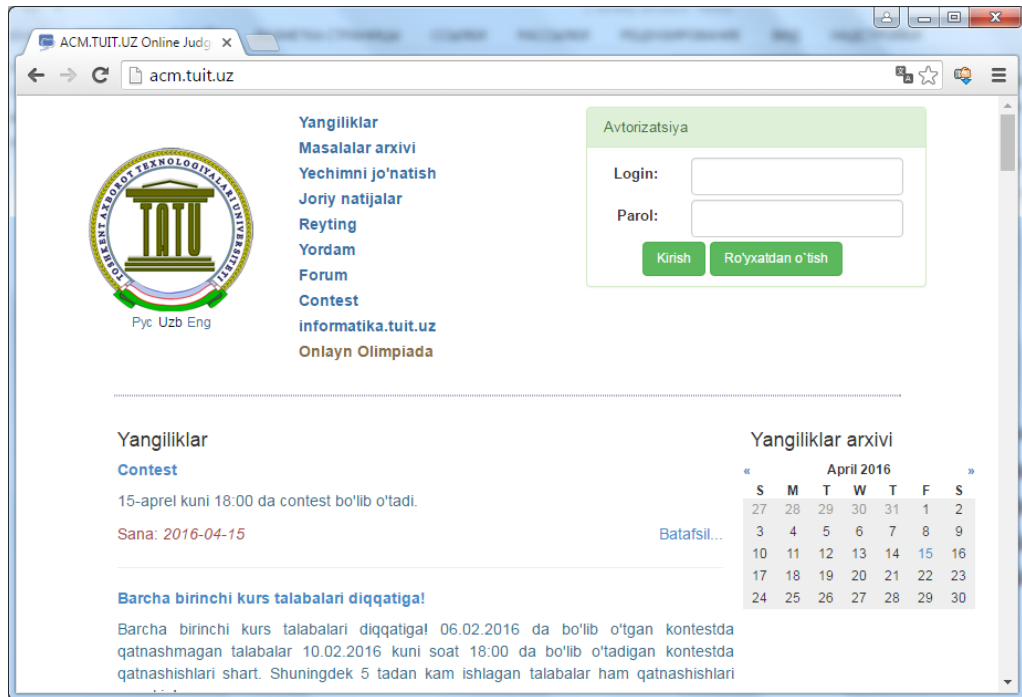 ACM.TUIT.UZ Online Judg
acm.tuit.uz
TOSHKENT AXBOROT TEXNOLOGIYALARI UNIVERSITETI
TATU
Рус Uzb Eng
Yangiliklar
Masalalar arxivi
Yechimni jo'natish
Joriy natijalar
Reyting
Yordam
Forum
Contest
informatika.tuit.uz
Onlayn Olimpiada
Avtorizatsiya
Login:
Parol:
Kirish Ro'yxatdan o`tish
Yangiliklar
Contest
15-aprel kuni 18:00 da contest bo'lib o'tadi.
Sana: 2016-04-15 Batafsil...
Barcha birinchi kurs talabalari diqqatiga!
Barcha birinchi kurs talabalari diqqatiga! 06.02.2016 da bo'lib o'tgan kontestda
qatnashmagan talabalar 10.02.2016 kuni soat 18:00 da bo'lib o'tadigan kontestda
qatnashishlari shart. Shuningdek 5 tadan kam ishlagan talabalar ham qatnashishlari
Yangiliklar arxivi
« April 2016 »
S M T W T F S
27 28 29 30 31 1 2
3 4 5 6 7 8 9
10 11 12 13 14 15 16
17 18 19 20 21 22 23
24 25 26 27 28 29 30